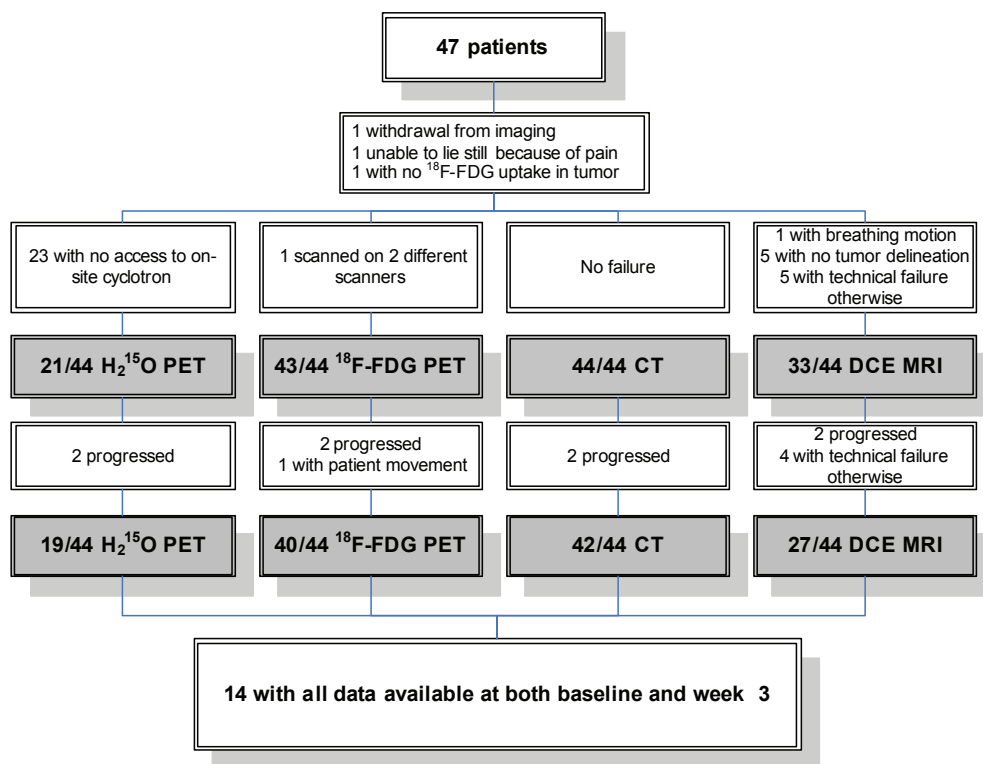 47 patients
1 withdrawal from imaging
1 unable to lie still because of pain
1 with no ¹⁸F-FDG uptake in tumor
23 with no access to on-
site cyclotron
1 scanned on 2 different
scanners
No failure
1 with breathing motion
5 with no tumor delineation
5 with technical failure
otherwise
21/44 H₂¹⁵O PET
43/44 ¹⁸F-FDG PET
44/44 CT
33/44 DCE MRI
2 progressed
2 progressed
1 with patient movement
2 progressed
2 progressed
4 with technical failure
otherwise
19/44 H₂¹⁵O PET
40/44 ¹⁸F-FDG PET
42/44 CT
27/44 DCE MRI
14 with all data available at both baseline and week 3